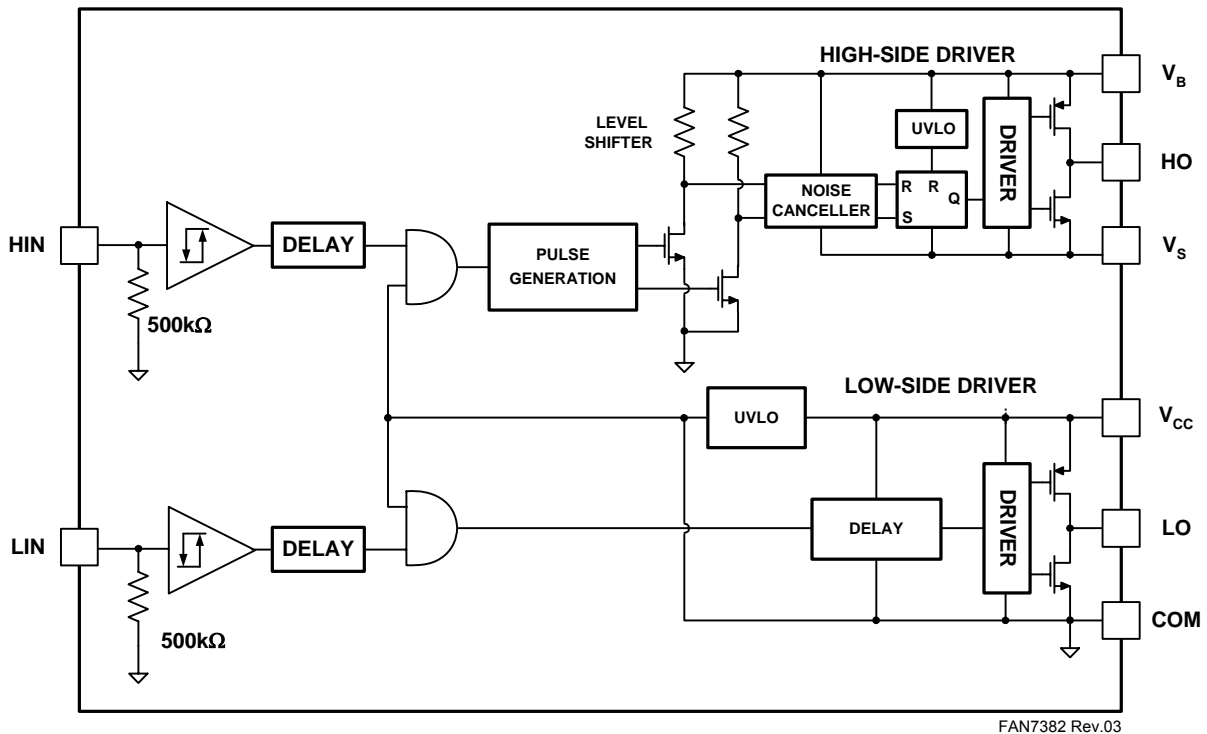 HIGH-SIDE DRIVER
V_B
LEVEL
SHIFTER
UVLO
DRIVER
HO
NOISE
CANCELLER
R
R
S
Q
HIN
DELAY
PULSE
GENERATION
V_S
500kΩ
LOW-SIDE DRIVER
UVLO
V_CC
LIN
DELAY
DELAY
DRIVER
LO
500kΩ
COM
FAN7382 Rev.03